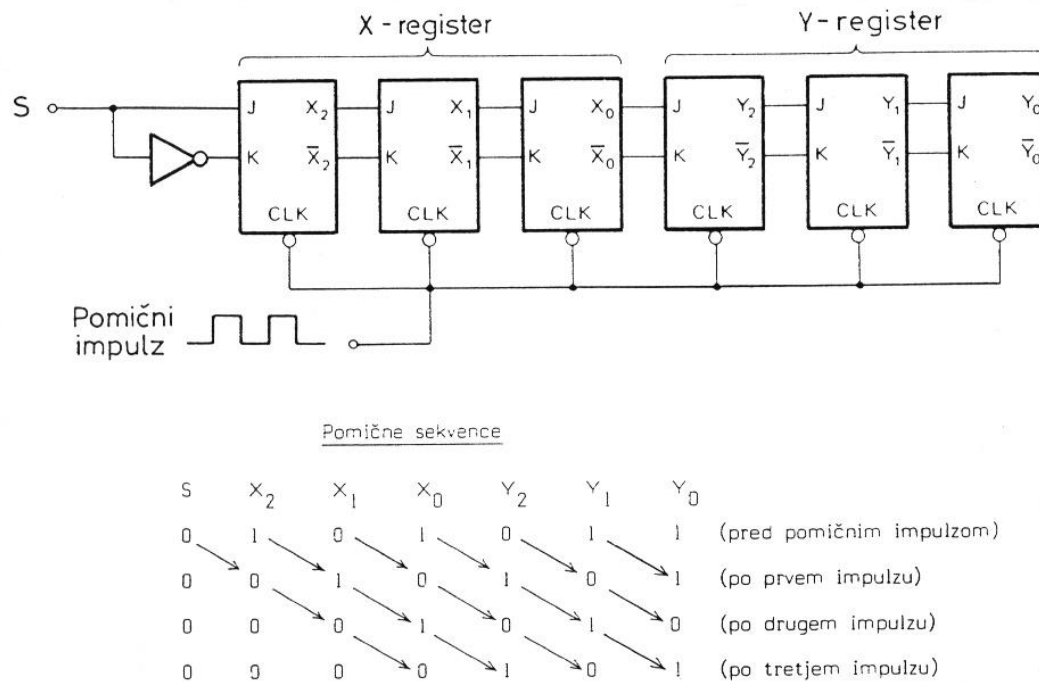 X - register Y - register
S
J X₂ J X₁ J X₀ J Y₂ J Y₁ J Y₀
K X̅₂ K X̅₁ K X̅₀ K Y̅₂ K Y̅₁ K Y̅₀
CLK CLK CLK CLK CLK CLK
Pomični
impulz
Pomične sekvence
S X₂ X₁ X₀ Y₂ Y₁ Y₀
0 1 0 1 0 1 1 (pred pomičnim impulzom)
0 0 1 0 1 0 1 (po prvem impulzu)
0 0 0 1 0 1 0 (po drugem impulzu)
0 0 0 0 1 0 1 (po tretjem impulzu)